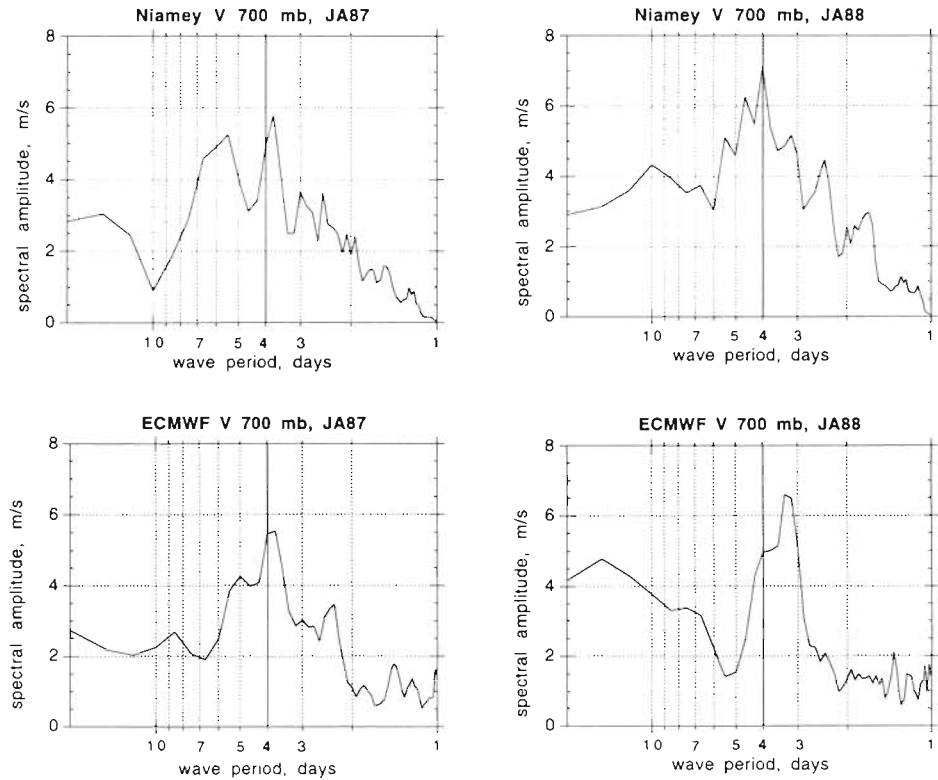 Niamey V 700 mb, JA87
8
6
4
2
0
spectral amplitude, m/s
10 7 5 4 3 1
wave period, days
Niamey V 700 mb, JA88
8
6
4
2
0
spectral amplitude, m/s
10 7 5 4 3 1
wave period, days
ECMWF V 700 mb, JA87
8
6
4
2
0
spectral amplitude, m/s
10 7 5 4 3 1
wave period, days
ECMWF V 700 mb, JA88
8
6
4
2
0
spectral amplitude, m/s
10 7 5 4 3 1
wave period, days